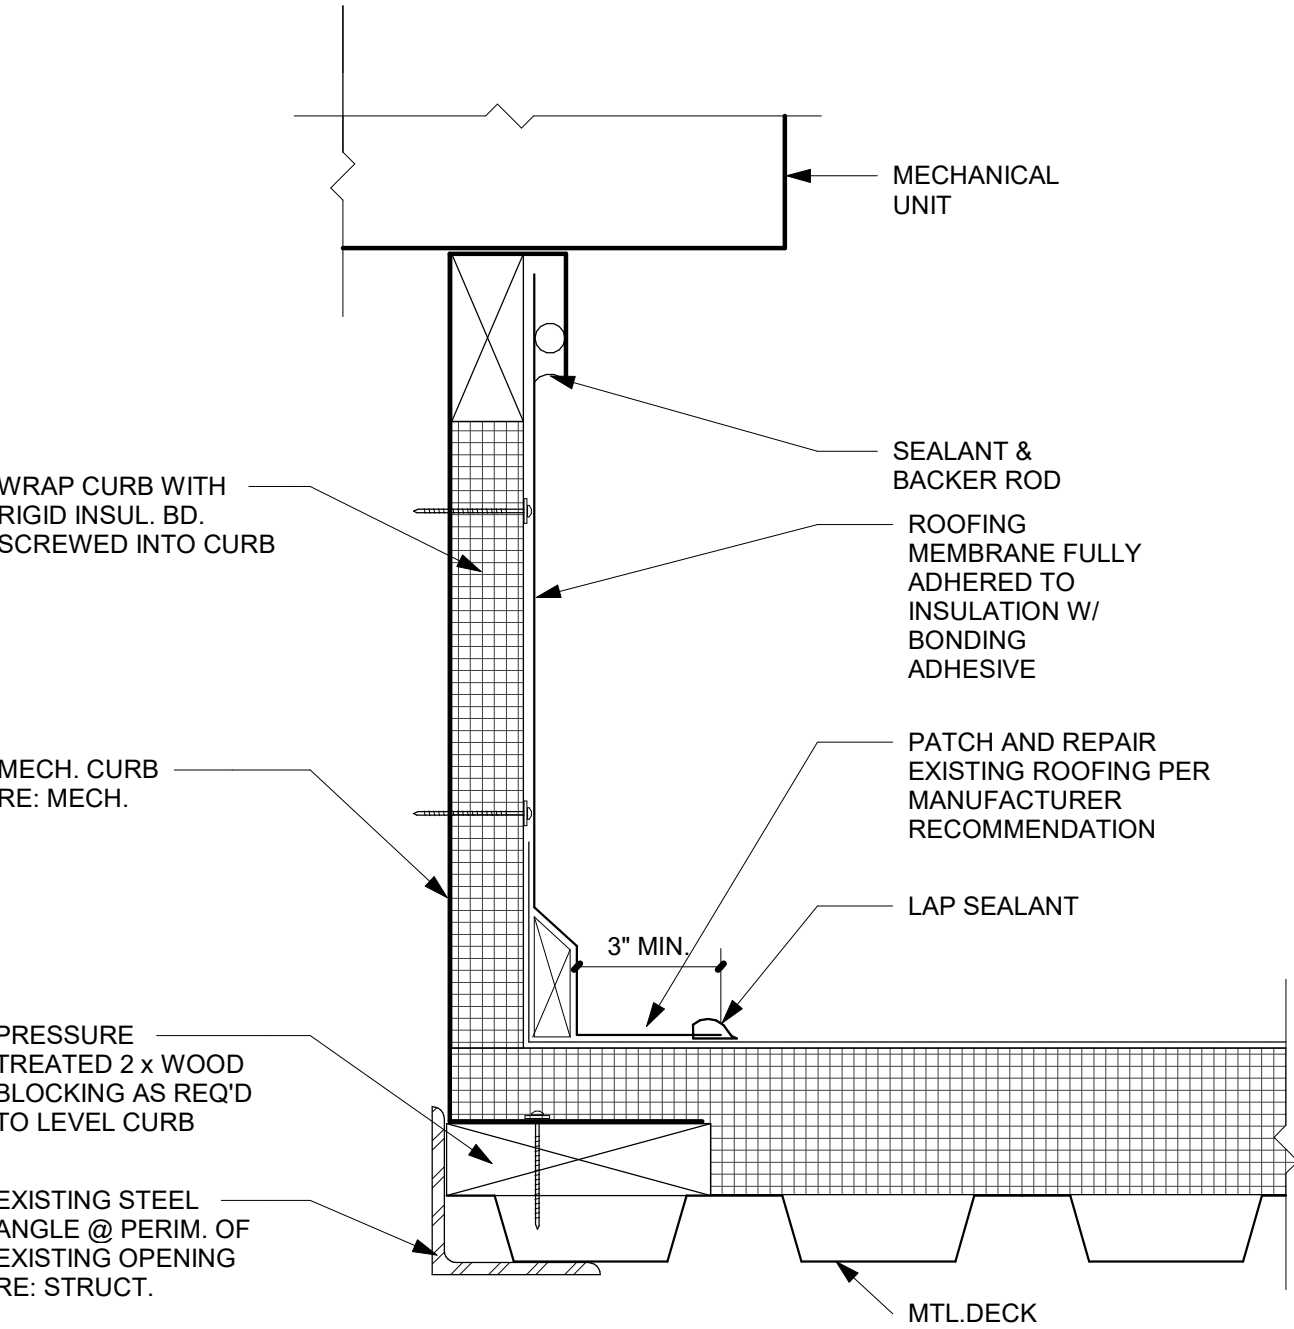 MECHANICAL
UNIT
SEALANT &
BACKER ROD
WRAP CURB WITH
RIGID INSUL. BD.
SCREWED INTO CURB
ROOFING
MEMBRANE FULLY
ADHERED TO
INSULATION W/
BONDING
ADHESIVE
MECH. CURB
RE: MECH.
PATCH AND REPAIR
EXISTING ROOFING PER
MANUFACTURER
RECOMMENDATION
LAP SEALANT
3" MIN.
PRESSURE
TREATED 2 x WOOD
BLOCKING AS REQ'D
TO LEVEL CURB
EXISTING STEEL
ANGLE @ PERIM. OF
EXISTING OPENING
RE: STRUCT.
MTL.DECK